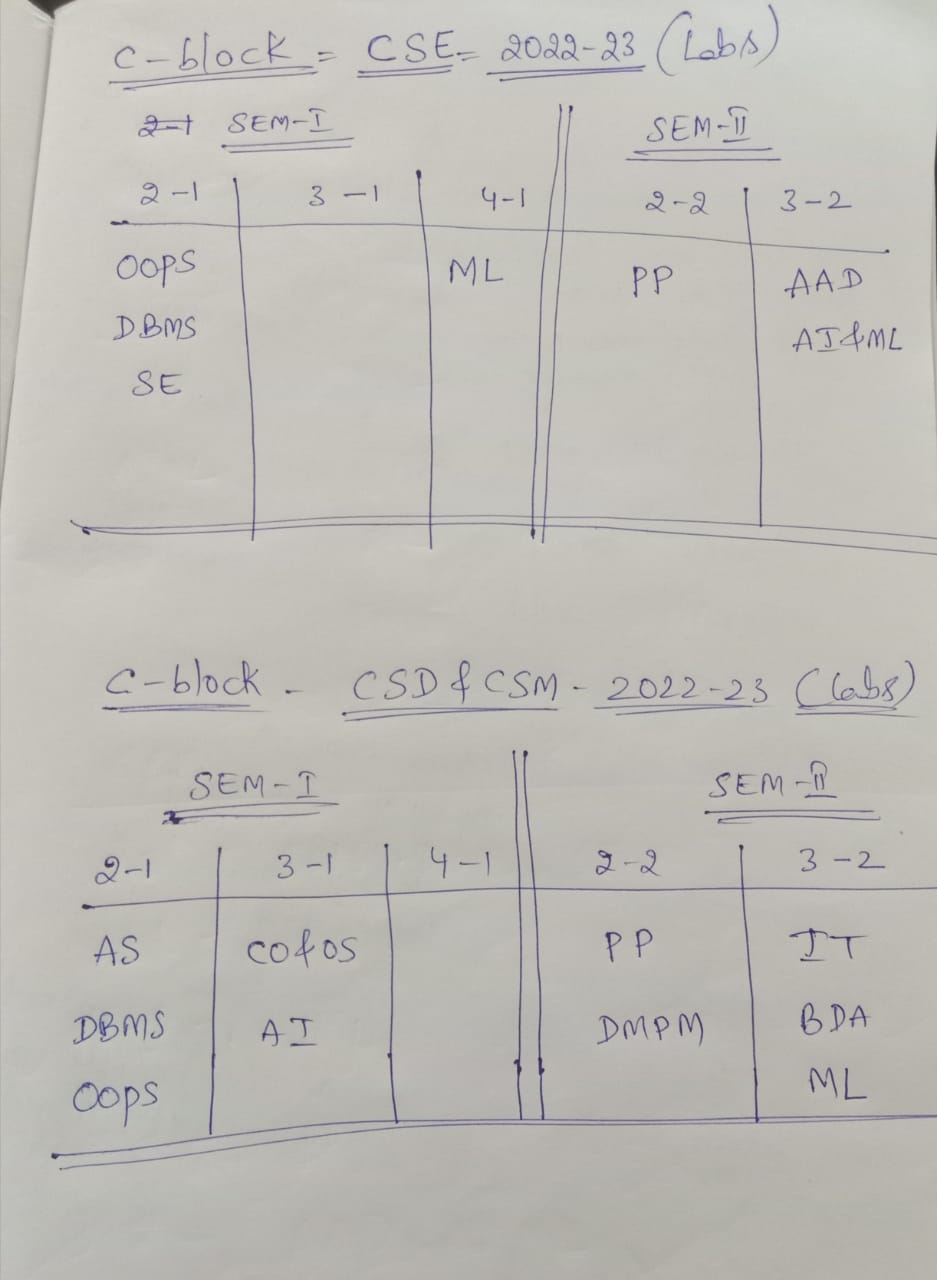 C-block = CSE- 2022-23 (Labs)
2-1 SEM-I SEM-II
2-1 3-1 4-1 2-2 3-2
OOPS ML PP AAD
DBMS AI&ML
SE
C-block - CSD & CSM - 2022-23 (Labs)
SEM-I SEM-II
2-1 3-1 4-1 2-2 3-2
AS CO&OS PP IT
DBMS AI DMPM BDA
OOPS ML